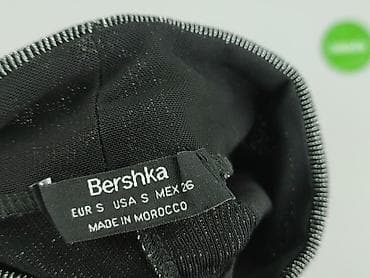 Bershka
EUR S USA S MEX 26
MADE IN MOROCCO